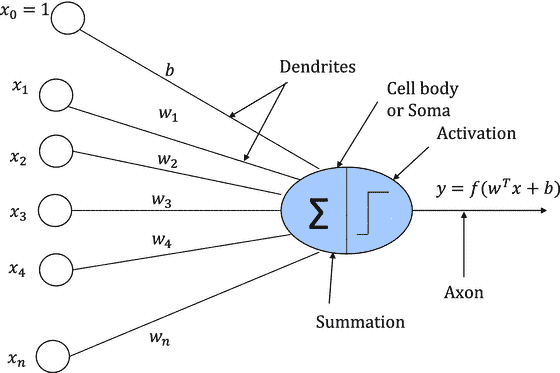 x₀ = 1
b
Dendrites
x₁
w₁
Cell body
or Soma
Activation
x₂
w₂
y = f(wᵀx + b)
x₃
w₃
Σ
x₄
w₄
Axon
Summation
xₙ
wₙ